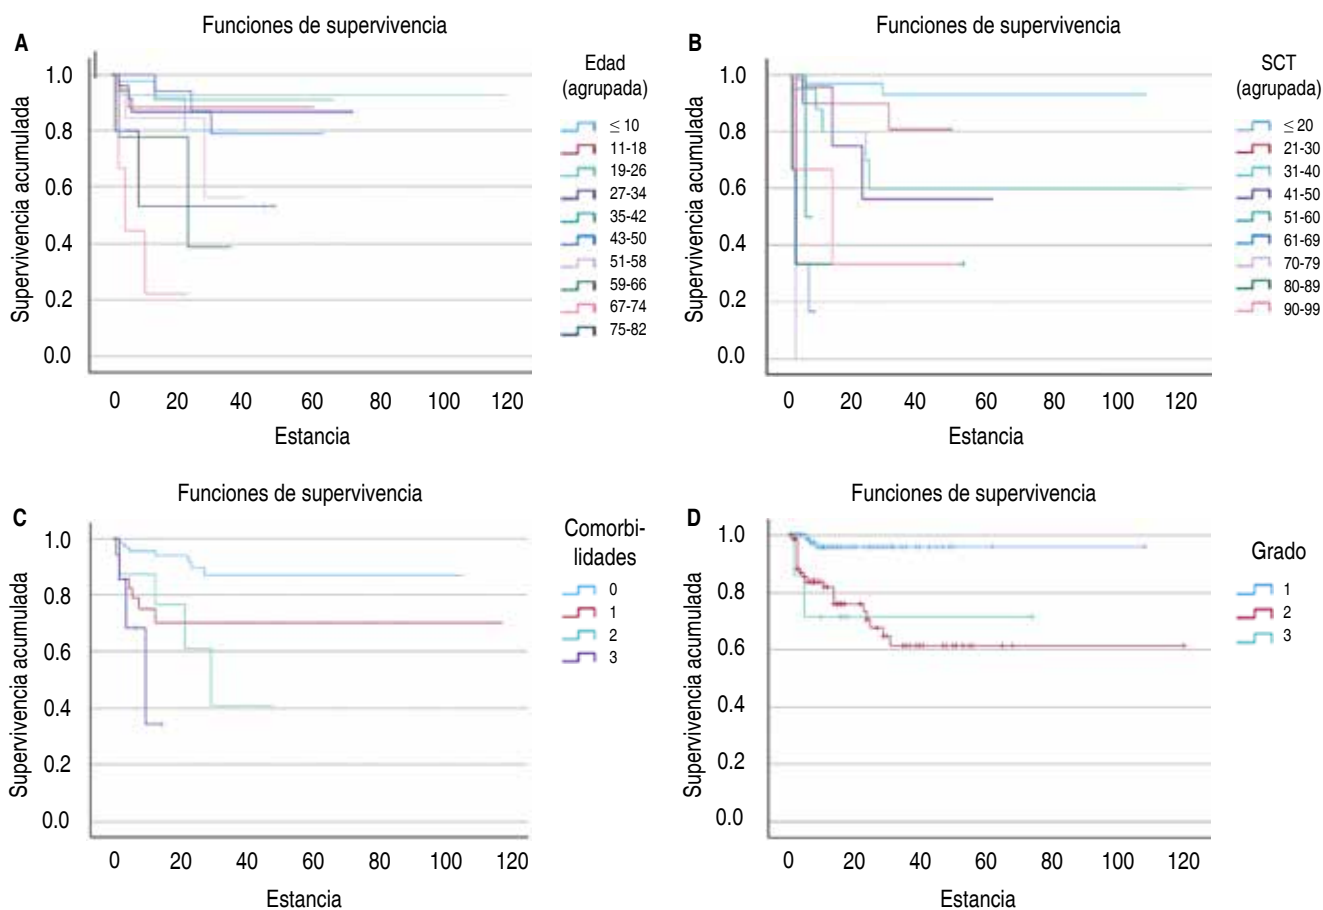 Funciones de supervivencia
A
Supervivencia acumulada
1.0
0.8
0.6
0.4
0.2
0.0
0 20 40 60 80 100 120
Estancia
Edad
(agrupada)
≤ 10
11-18
19-26
27-34
35-42
43-50
51-58
59-66
67-74
75-82
Funciones de supervivencia
B
Supervivencia acumulada
1.0
0.8
0.6
0.4
0.2
0.0
0 20 40 60 80 100 120
Estancia
SCT
(agrupada)
≤ 20
21-30
31-40
41-50
51-60
61-69
70-79
80-89
90-99
Funciones de supervivencia
C
Supervivencia acumulada
1.0
0.8
0.6
0.4
0.2
0.0
0 20 40 60 80 100 120
Estancia
Comorbi-
lidades
0
1
2
3
Funciones de supervivencia
D
Supervivencia acumulada
1.0
0.8
0.6
0.4
0.2
0.0
0 20 40 60 80 100 120
Estancia
Grado
1
2
3